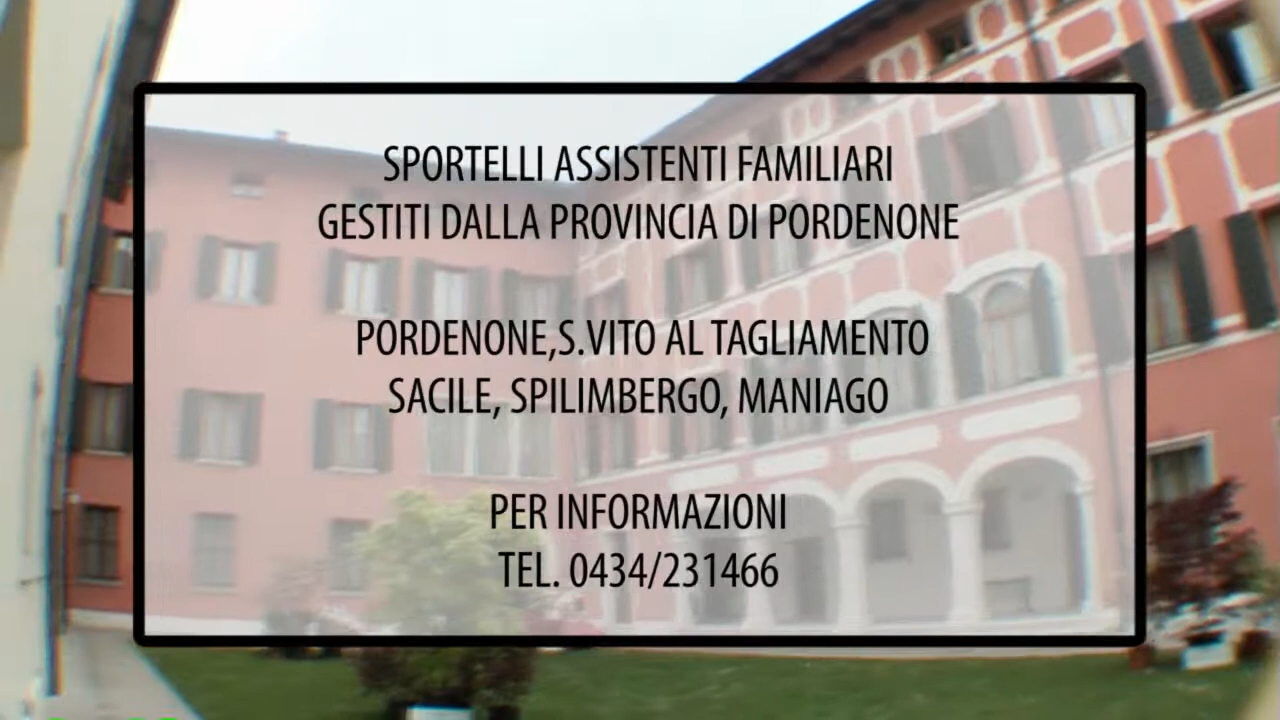 SPORTELLI ASSISTENTI FAMILIARI
GESTITI DALLA PROVINCIA DI PORDENONE
PORDENONE,S.VITO AL TAGLIAMENTO
SACILE, SPILIMBERGO, MANIAGO
PER INFORMAZIONI
TEL. 0434/231466